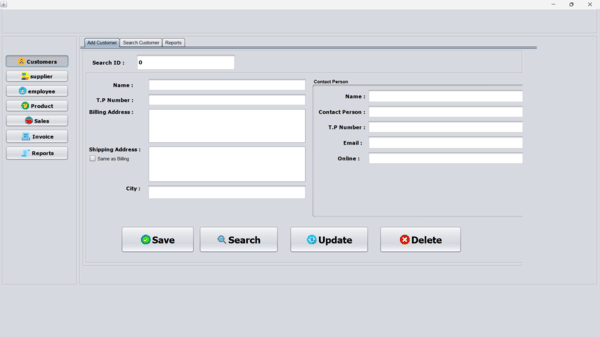 Add Customer Search Customer Reports
Customers
supplier
employee
Product
Sales
Invoice
Reports
Search ID :
0
Name :
T.P Number :
Billing Address :
Shipping Address :
Same as Billing
City :
Contact Person
Name :
Contact Person :
T.P Number :
Email :
Online :
Save
Search
Update
Delete